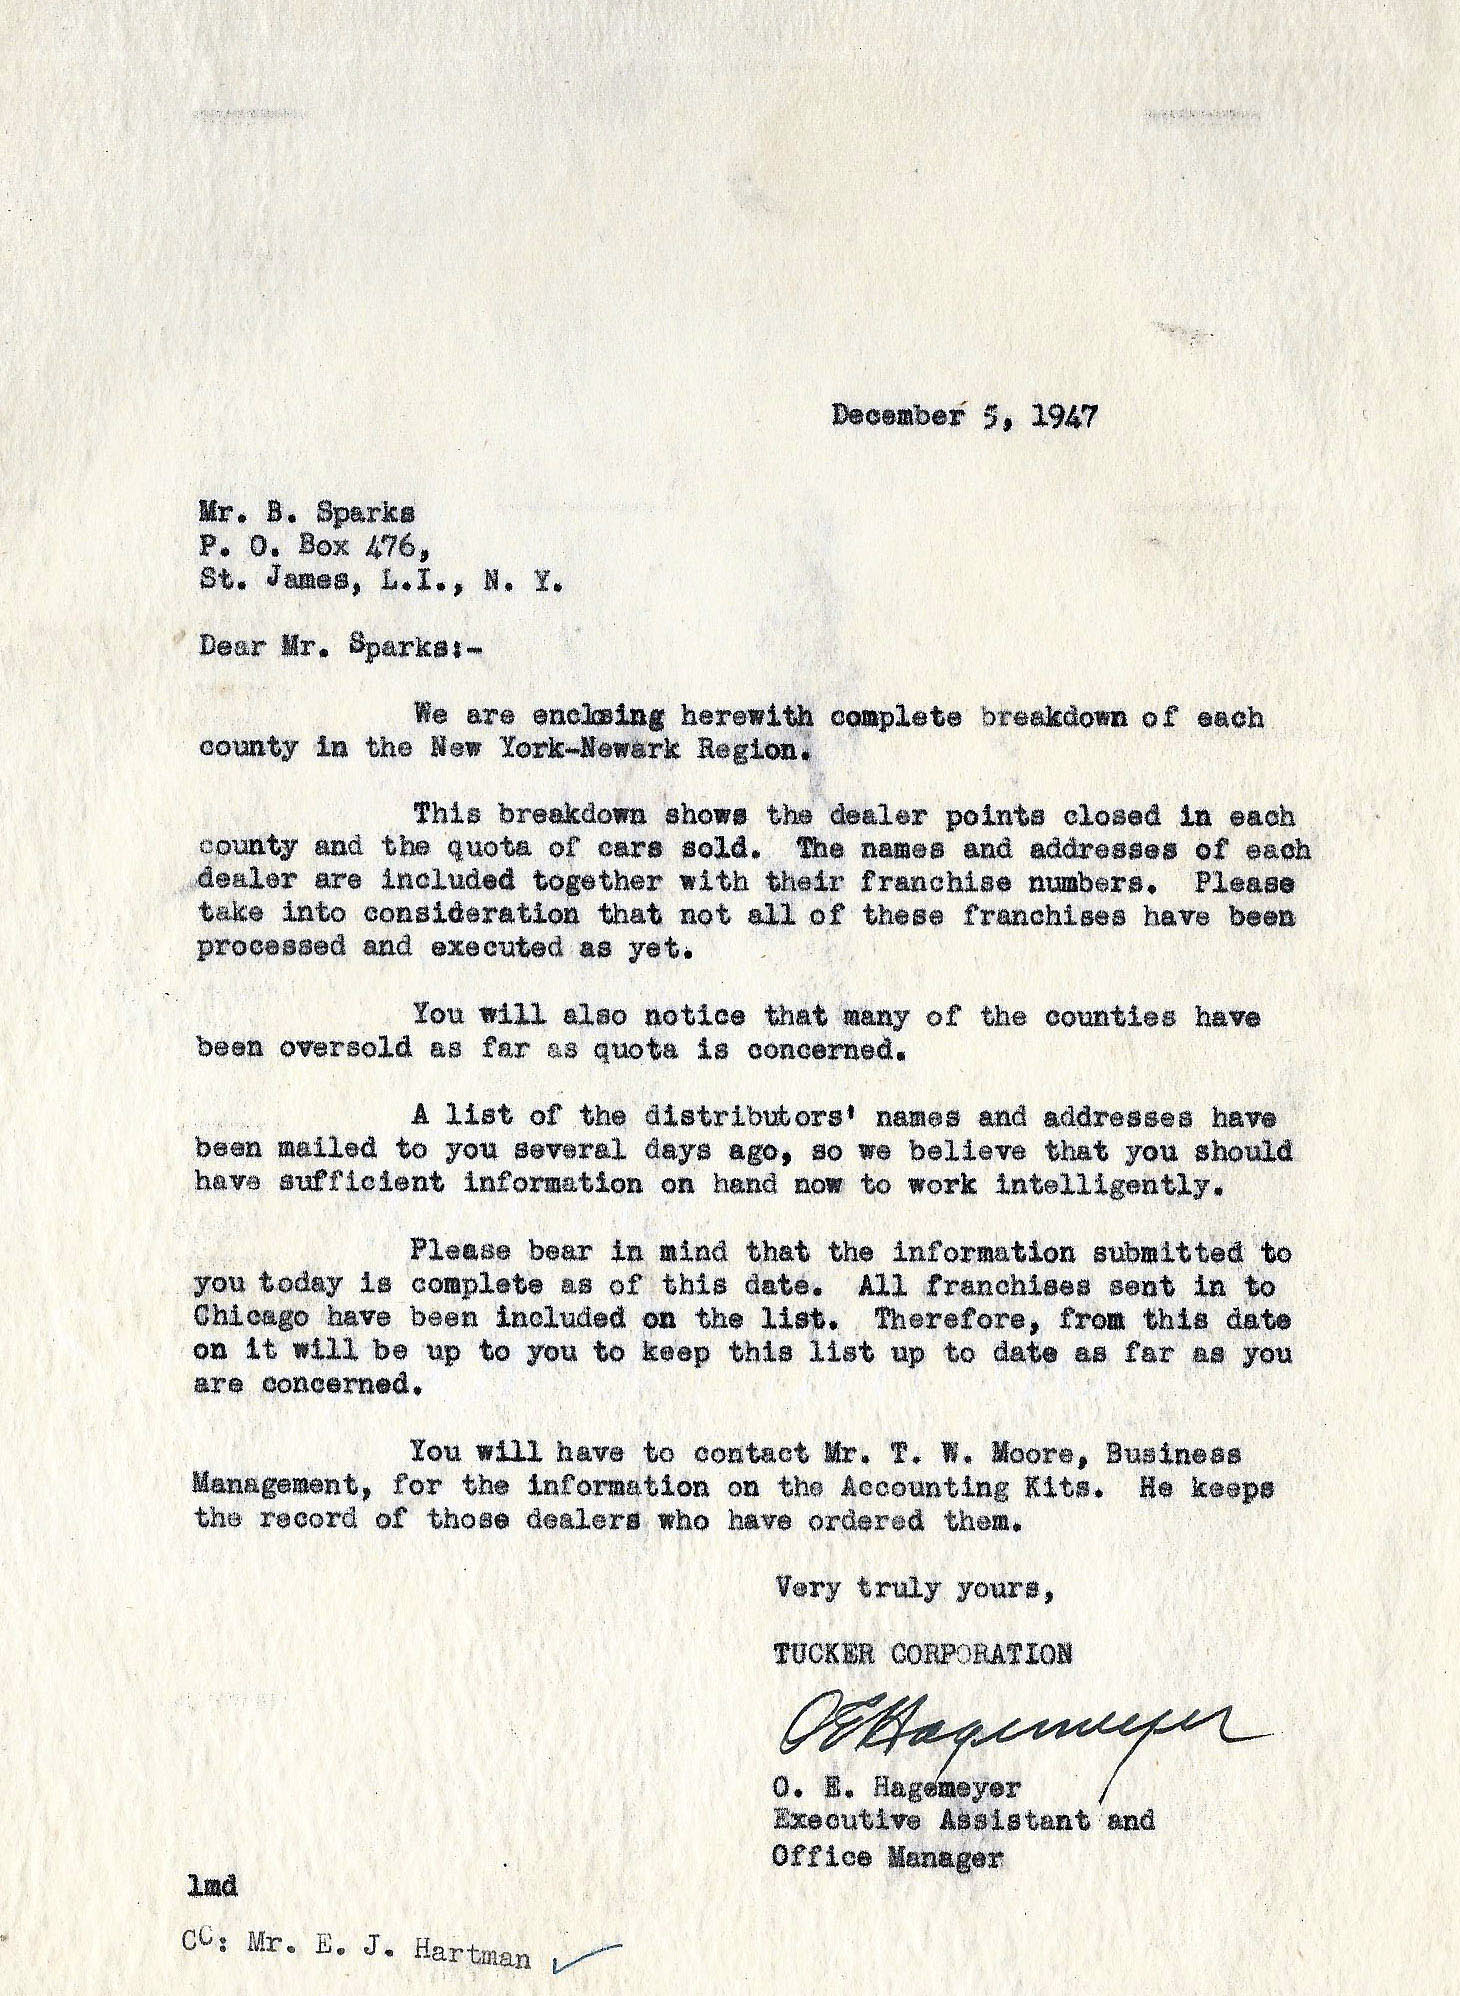 December 5, 1947
Mr. B. Sparks
P. O. Box 476,
St. James, L.I., N. Y.
Dear Mr. Sparks:-
We are enclosing herewith complete breakdown of each
county in the New York-Newark Region.
This breakdown shows the dealer points closed in each
county and the quota of cars sold. The names and addresses of each
dealer are included together with their franchise numbers. Please
take into consideration that not all of these franchises have been
processed and executed as yet.
You will also notice that many of the counties have
been oversold as far as quota is concerned.
A list of the distributors' names and addresses have
been mailed to you several days ago, so we believe that you should
have sufficient information on hand now to work intelligently.
Please bear in mind that the information submitted to
you today is complete as of this date. All franchises sent in to
Chicago have been included on the list. Therefore, from this date
on it will be up to you to keep this list up to date as far as you
are concerned.
You will have to contact Mr. T. W. Moore, Business
Management, for the information on the Accounting Kits. He keeps
the record of those dealers who have ordered them.
Very truly yours,
TUCKER CORPORATION
OEHagemeyer
O. E. Hagemeyer
Executive Assistant and
Office Manager
lmd
CC: Mr. E. J. Hartman